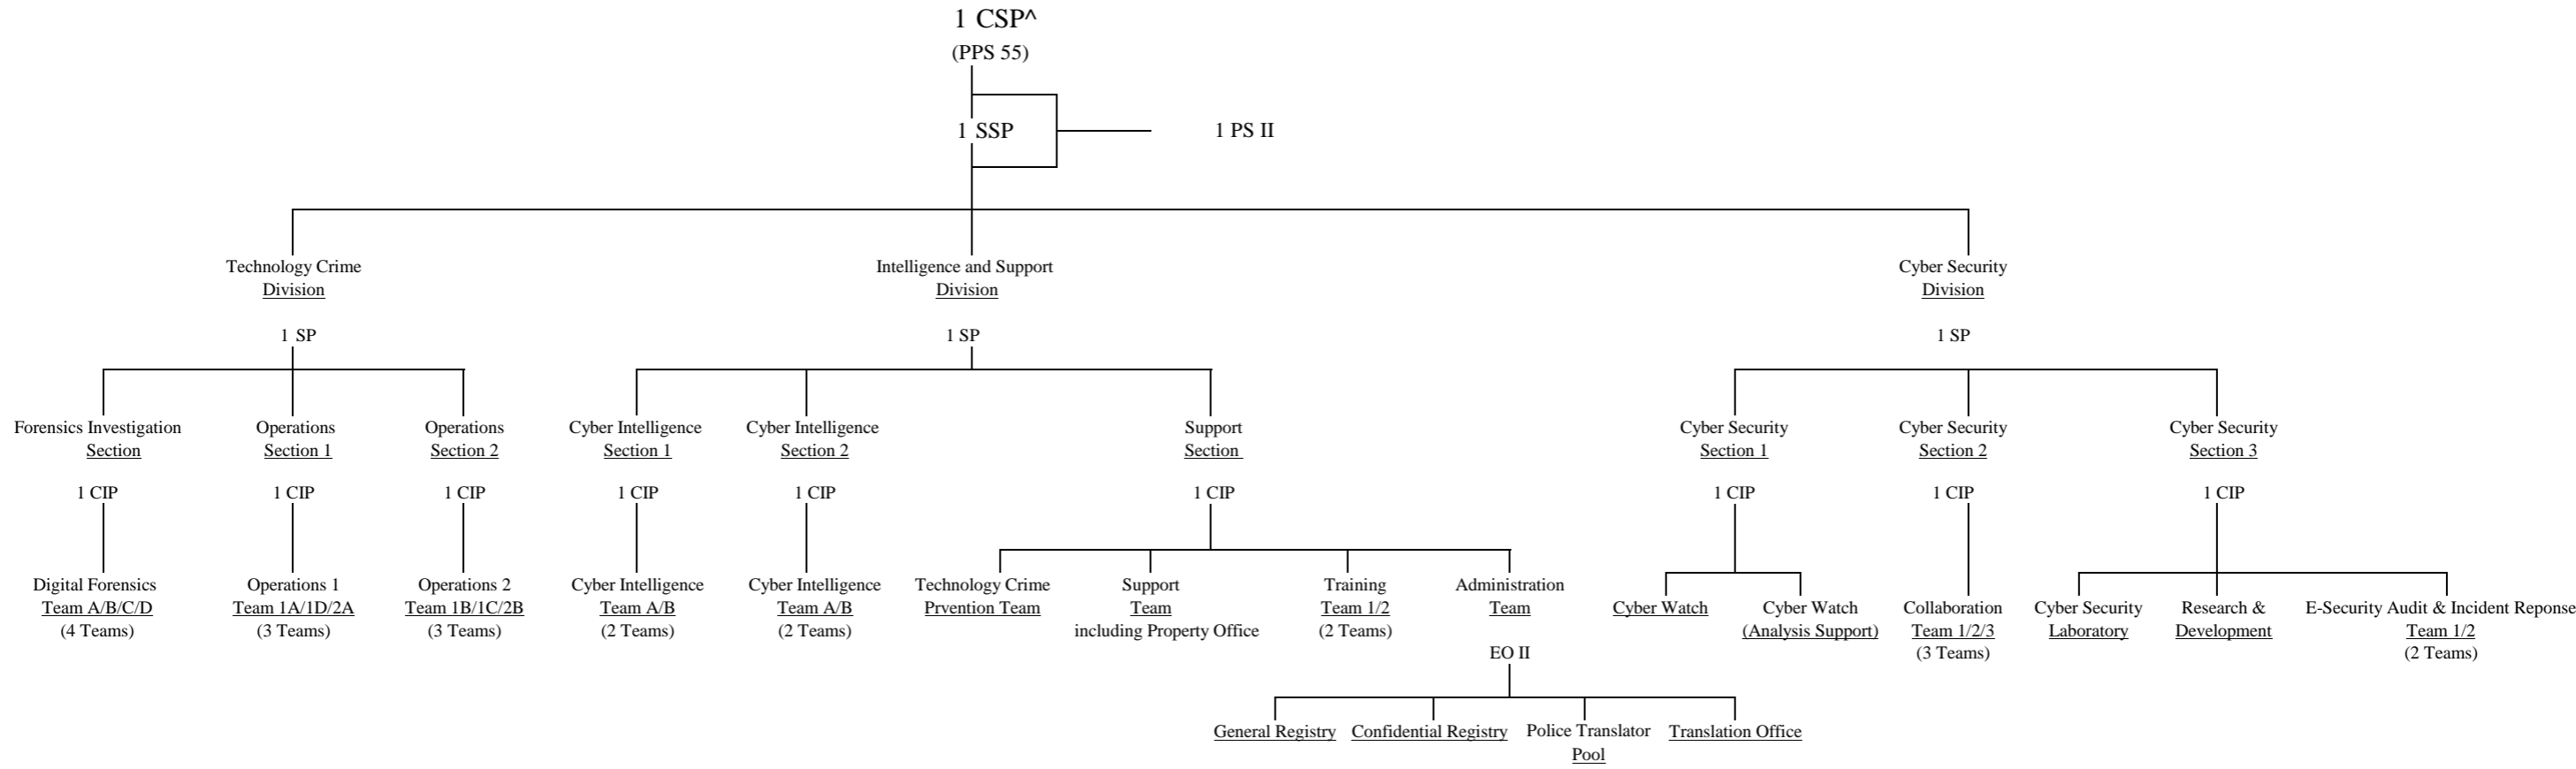 1 CSP^
(PPS 55)
1 SSP
1 PS II
Technology Crime
Division
1 SP
Intelligence and Support
Division
1 SP
Cyber Security
Division
1 SP
Forensics Investigation
Section
1 CIP
Operations
Section 1
1 CIP
Operations
Section 2
1 CIP
Cyber Intelligence
Section 1
1 CIP
Cyber Intelligence
Section 2
1 CIP
Support
Section
1 CIP
Cyber Security
Section 1
1 CIP
Cyber Security
Section 2
1 CIP
Cyber Security
Section 3
1 CIP
Digital Forensics
Team A/B/C/D
(4 Teams)
Operations 1
Team 1A/1D/2A
(3 Teams)
Operations 2
Team 1B/1C/2B
(3 Teams)
Cyber Intelligence
Team A/B
(2 Teams)
Cyber Intelligence
Team A/B
(2 Teams)
Technology Crime
Prvention Team
Support
Team
including Property Office
Training
Team 1/2
(2 Teams)
Administration
Team
EO II
Cyber Watch
Cyber Watch
(Analysis Support)
Collaboration
Team 1/2/3
(3 Teams)
Cyber Security
Laboratory
Research &
Development
E-Security Audit & Incident Reponse
Team 1/2
(2 Teams)
General Registry
Confidential Registry
Police Translator
Pool
Translation Office